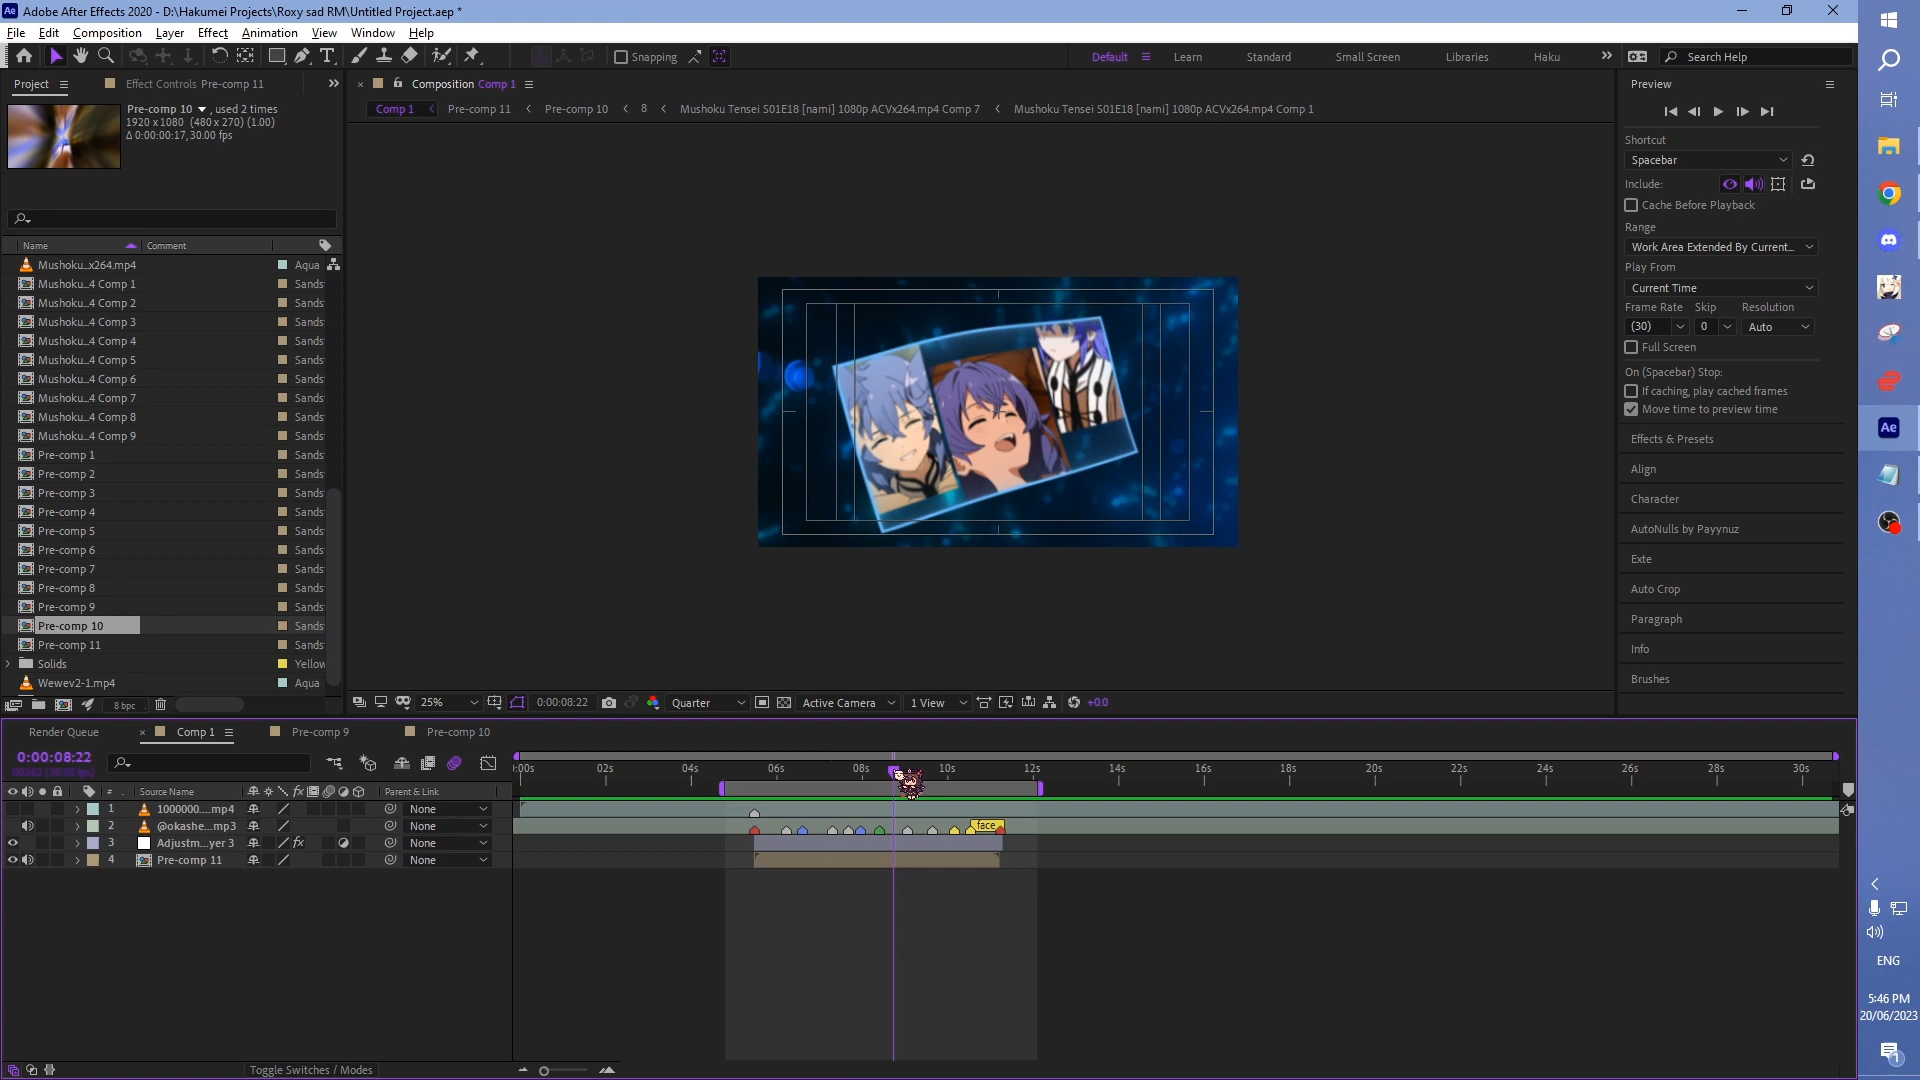 Ae Adobe After Effects 2020 - D:\Hakumei Projects\Roxy sad RM\Untitled Project.aep *
File Edit Composition Layer Effect Animation View Window Help
Snapping Default Learn Standard Small Screen Libraries Haku Search Help
Project Effect Controls Pre-comp 11
Pre-comp 10 , used 2 times
1920 x 1080 (480 x 270) (1.00)
Δ 0:00:00:17, 30.00 fps
Name Comment
Mushoku...x264.mp4 Aqua
Mushoku...4 Comp 1 Sands
Mushoku...4 Comp 2 Sands
Mushoku...4 Comp 3 Sands
Mushoku...4 Comp 4 Sands
Mushoku...4 Comp 5 Sands
Mushoku...4 Comp 6 Sands
Mushoku...4 Comp 7 Sands
Mushoku...4 Comp 8 Sands
Mushoku...4 Comp 9 Sands
Pre-comp 1 Sands
Pre-comp 2 Sands
Pre-comp 3 Sands
Pre-comp 4 Sands
Pre-comp 5 Sands
Pre-comp 6 Sands
Pre-comp 7 Sands
Pre-comp 8 Sands
Pre-comp 9 Sands
Pre-comp 10 Sands
Pre-comp 11 Sands
Solids Yellow
Wewev2-1.mp4 Aqua
8 bpc
Composition Comp 1
Comp 1 Pre-comp 11 Pre-comp 10 8 Mushoku Tensei S01E18 [nami] 1080p ACVx264.mp4 Comp 7 Mushoku Tensei S01E18 [nami] 1080p ACVx264.mp4 Comp 1
25% 0:00:08:22 Quarter Active Camera 1 View +0.0
Preview
Shortcut
Spacebar
Include:
Cache Before Playback
Range
Work Area Extended By Current...
Play From
Current Time
Frame Rate Skip Resolution
(30) 0 Auto
Full Screen
On (Spacebar) Stop:
If caching, play cached frames
Move time to preview time
Effects & Presets
Align
Character
AutoNulls by Payynuz
Exte
Auto Crop
Paragraph
Info
Brushes
Render Queue Comp 1 Pre-comp 9 Pre-comp 10
0:00:08:22
00262 (30.00 fps)
:00s 02s 04s 06s 08s 10s 12s 14s 16s 18s 20s 22s 24s 26s 28s 30s
# Source Name fx Parent & Link
1 1000000....mp4 None
2 @okashe...mp3 None
face
3 Adjustm...yer 3 fx None
4 Pre-comp 11 None
Toggle Switches / Modes
Ae
ENG
5:46 PM
20/06/2023
1